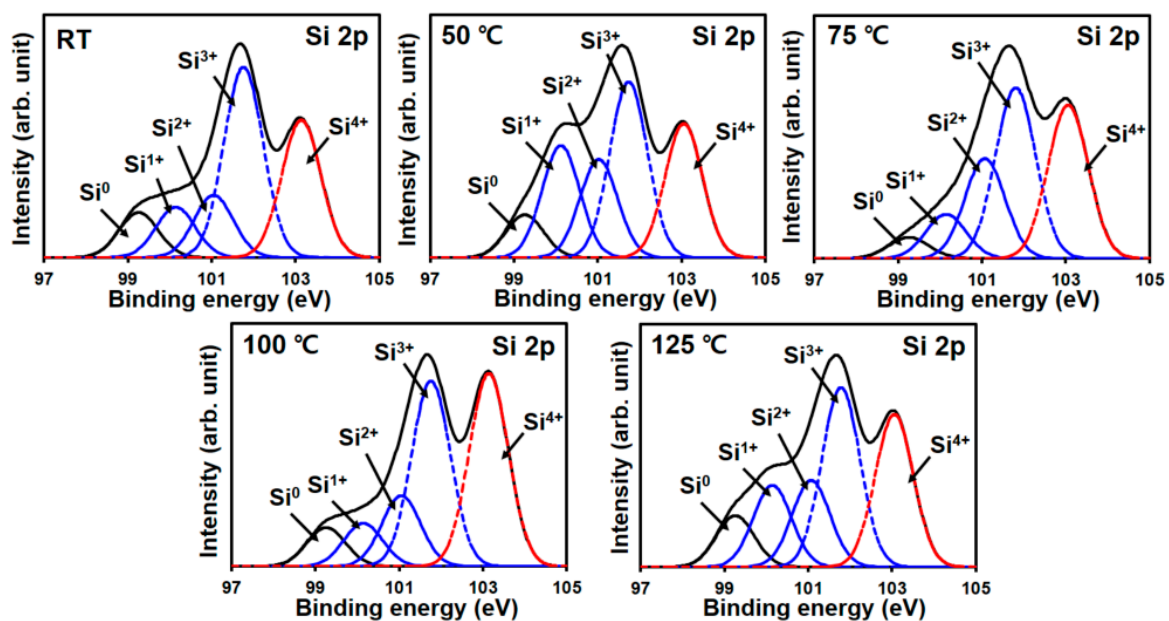 RT
Si 2p
Si³⁺
Si²⁺
Si¹⁺
Si⁰
Si⁴⁺
Intensity (arb. unit)
97 99 101 103 105
Binding energy (eV)
50 ℃
Si 2p
Si³⁺
Si²⁺
Si¹⁺
Si⁰
Si⁴⁺
Intensity (arb. unit)
97 99 101 103 105
Binding energy (eV)
75 ℃
Si 2p
Si³⁺
Si²⁺
Si¹⁺
Si⁰
Si⁴⁺
Intensity (arb. unit)
97 99 101 103 105
Binding energy (eV)
100 ℃
Si 2p
Si³⁺
Si²⁺
Si¹⁺
Si⁰
Si⁴⁺
Intensity (arb. unit)
97 99 101 103 105
Binding energy (eV)
125 ℃
Si 2p
Si³⁺
Si²⁺
Si¹⁺
Si⁰
Si⁴⁺
Intensity (arb. unit)
97 99 101 103 105
Binding energy (eV)